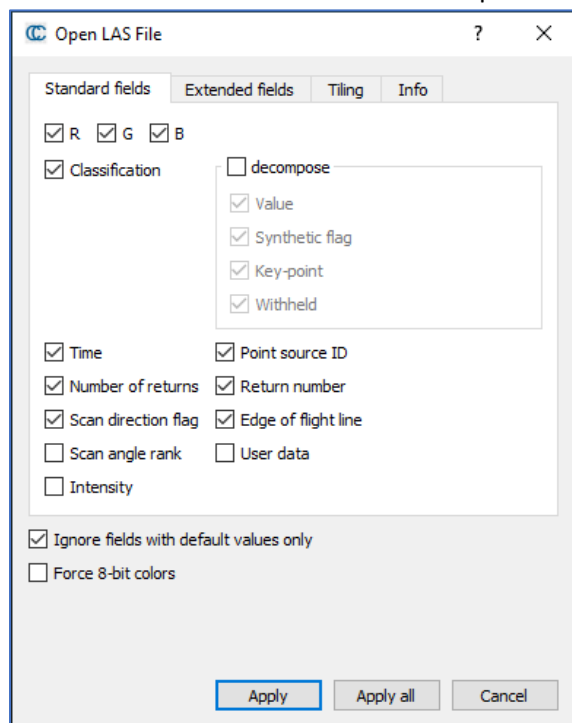 Open LAS File ?
Standard fields Extended fields Tiling Info
R G B
Classification decompose
Value
Synthetic flag
Key-point
Withheld
Time Point source ID
Number of returns Return number
Scan direction flag Edge of flight line
Scan angle rank User data
Intensity
Ignore fields with default values only
Force 8-bit colors
Apply Apply all Cancel